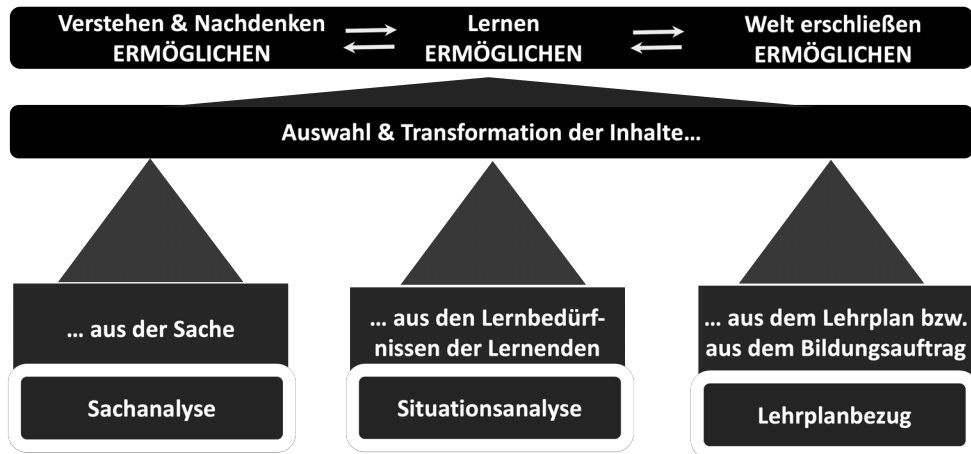 Verstehen & Nachdenken
ERMÖGLICHEN
Lernen
ERMÖGLICHEN
Welt erschließen
ERMÖGLICHEN
Auswahl & Transformation der Inhalte…
… aus der Sache
Sachanalyse
… aus den Lernbedürf-
nissen der Lernenden
Situationsanalyse
… aus dem Lehrplan bzw.
aus dem Bildungsauftrag
Lehrplanbezug